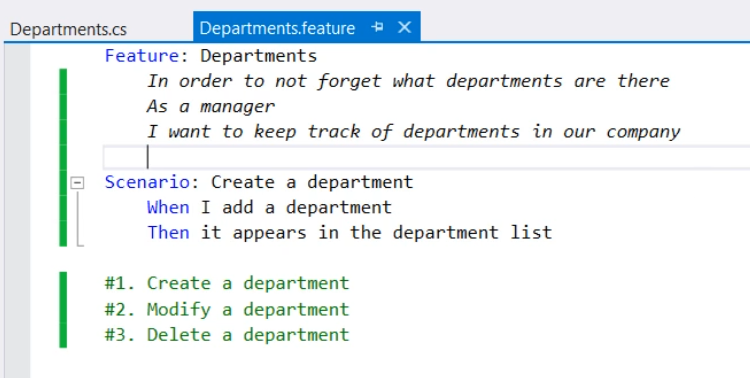 Departments.cs
Departments.feature
Feature: Departments
In order to not forget what departments are there
As a manager
I want to keep track of departments in our company
Scenario: Create a department
When I add a department
Then it appears in the department list
#1. Create a department
#2. Modify a department
#3. Delete a department